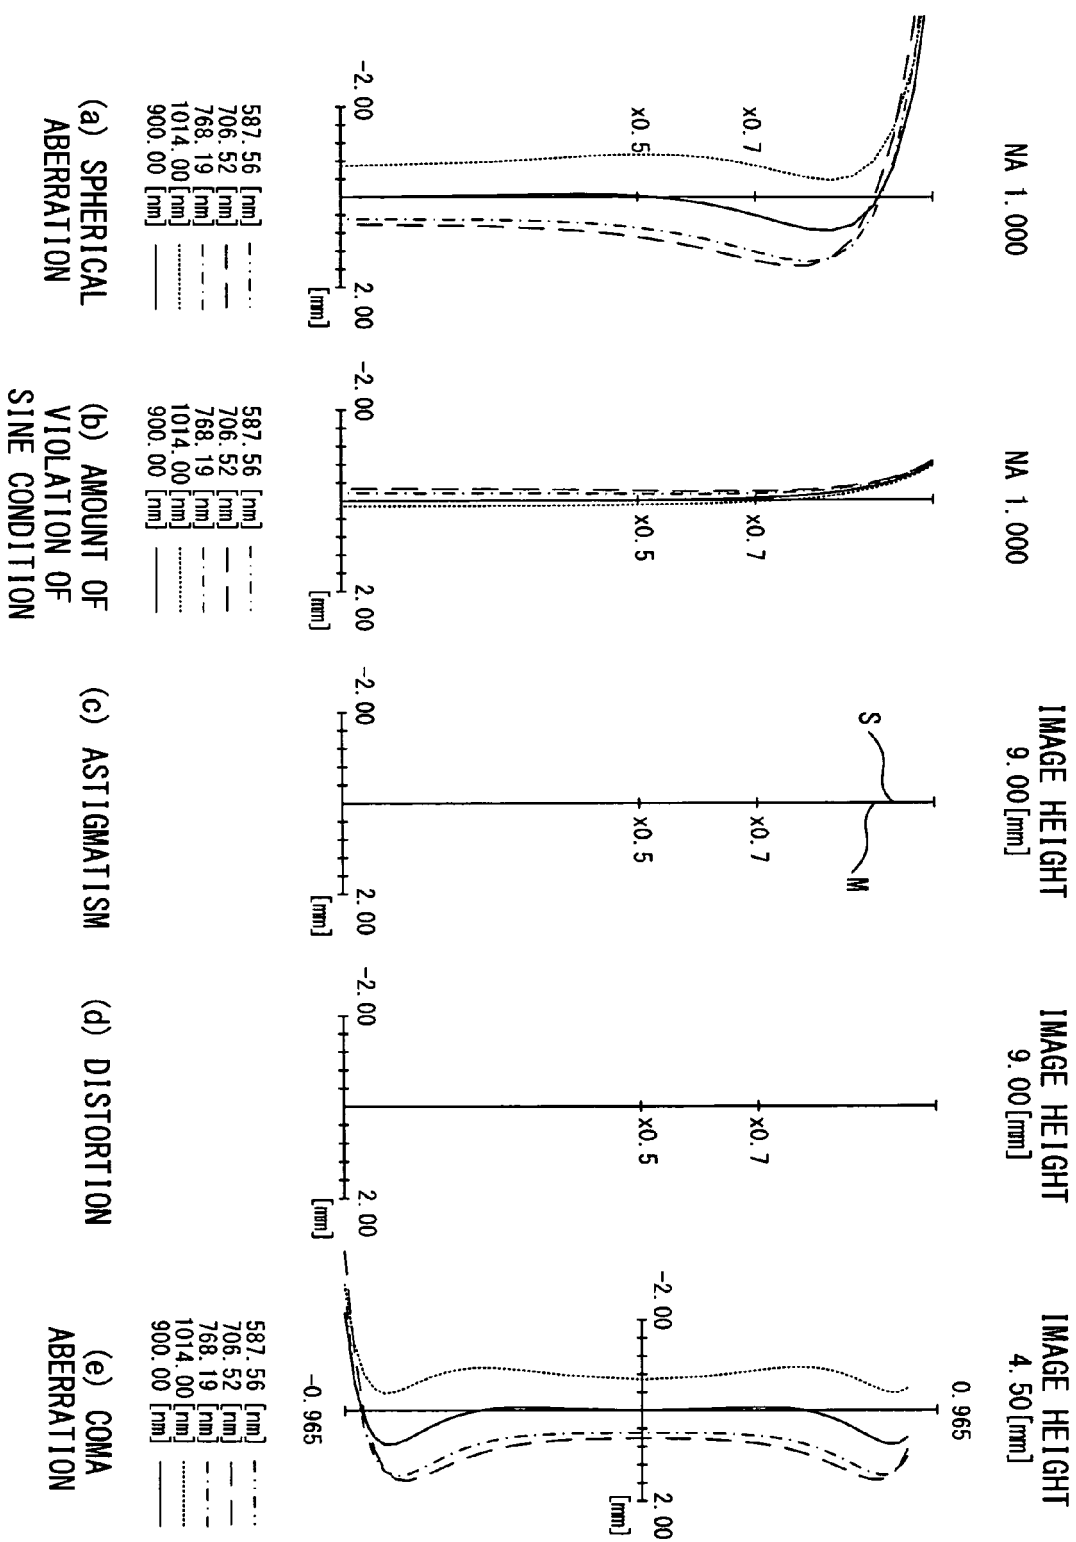 NA 1.000
x0.7
x0.5
-2.00
2.00
[mm]
587.56 [nm]
706.52 [nm]
768.19 [nm]
1014.00 [nm]
900.00 [nm]
(a) SPHERICAL
ABERRATION
NA 1.000
x0.7
x0.5
-2.00
2.00
[mm]
587.56 [nm]
706.52 [nm]
768.19 [nm]
1014.00 [nm]
900.00 [nm]
(b) AMOUNT OF
VIOLATION OF
SINE CONDITION
IMAGE HEIGHT
9.00[mm]
S
M
x0.7
x0.5
-2.00
2.00
[mm]
(c) ASTIGMATISM
IMAGE HEIGHT
9.00[mm]
x0.7
x0.5
-2.00
2.00
[mm]
(d) DISTORTION
IMAGE HEIGHT
4.50[mm]
0.965
-2.00
2.00
[mm]
-0.965
587.56 [nm]
706.52 [nm]
768.19 [nm]
1014.00 [nm]
900.00 [nm]
(e) COMA
ABERRATION